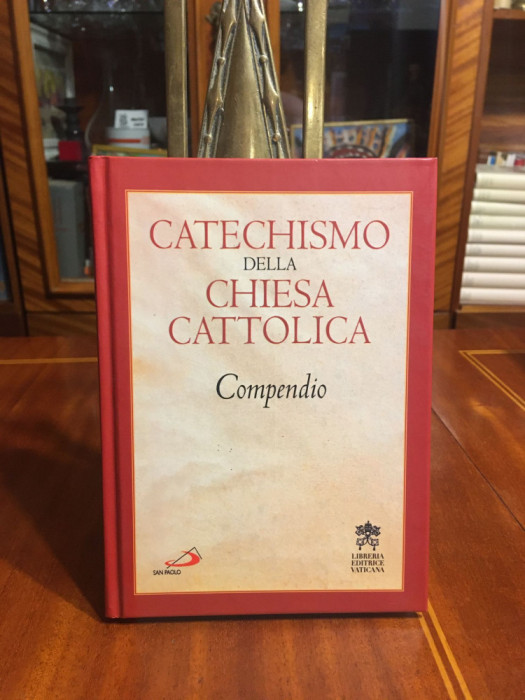 CATECHISMO
DELLA
CHIESA
CATTOLICA
Compendio
SAN PAOLO
LIBRERIA
EDITRICE
VATICANA